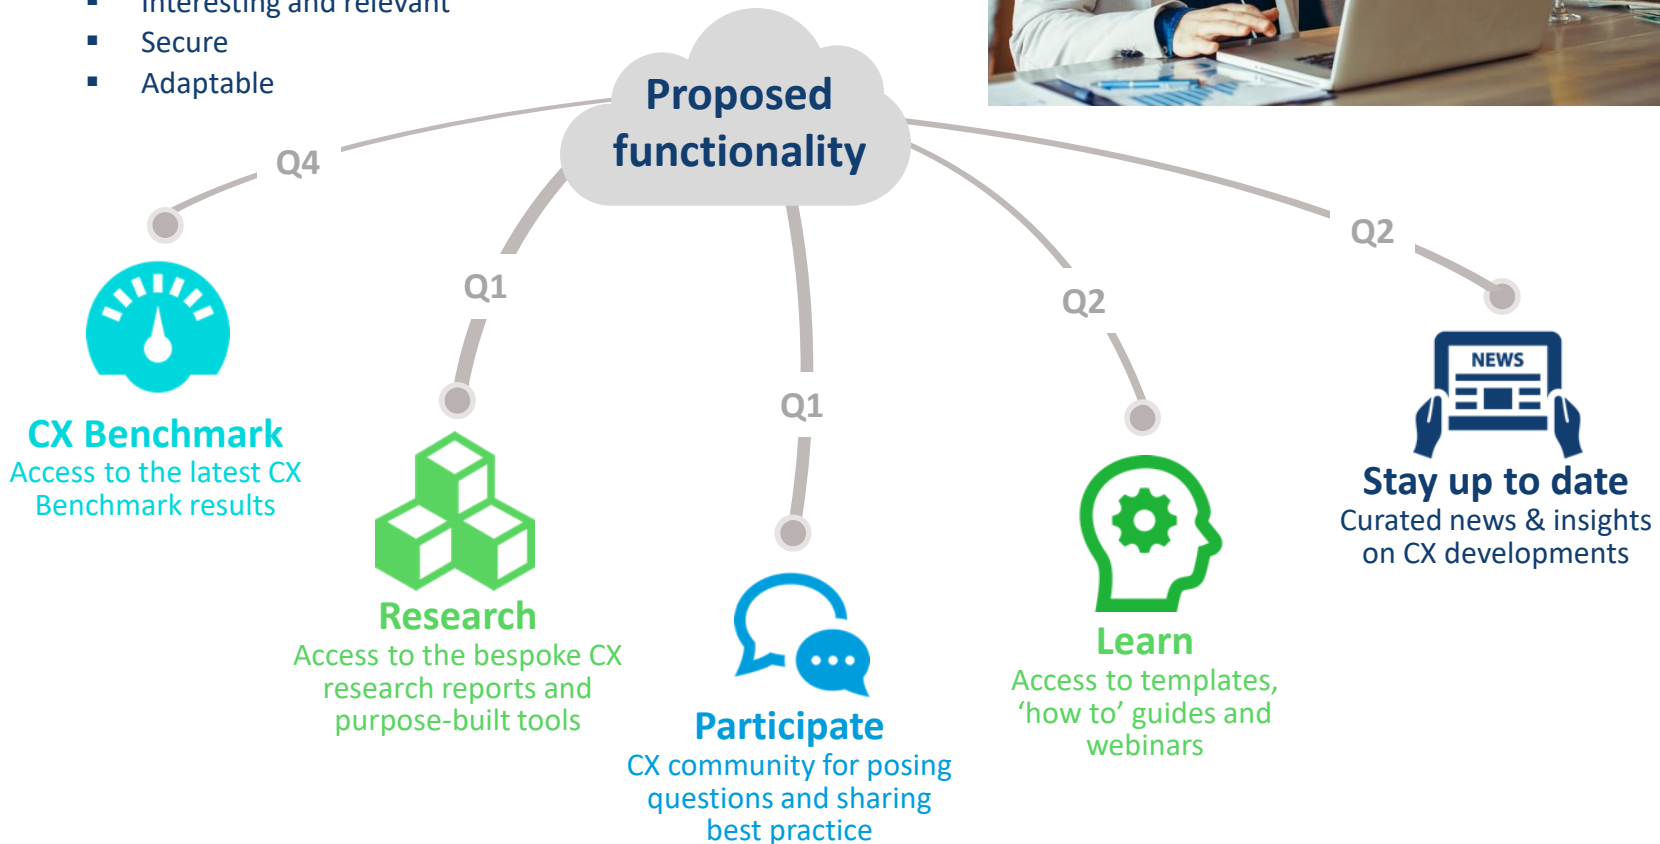 Interesting and relevant
▪ Secure
▪ Adaptable
Proposed
functionality
Q4
Q1
Q1
Q2
Q2
CX Benchmark
Access to the latest CX
Benchmark results
Research
Access to the bespoke CX
research reports and
purpose-built tools
Participate
CX community for posing
questions and sharing
best practice
Learn
Access to templates,
‘how to’ guides and
webinars
NEWS
Stay up to date
Curated news & insights
on CX developments